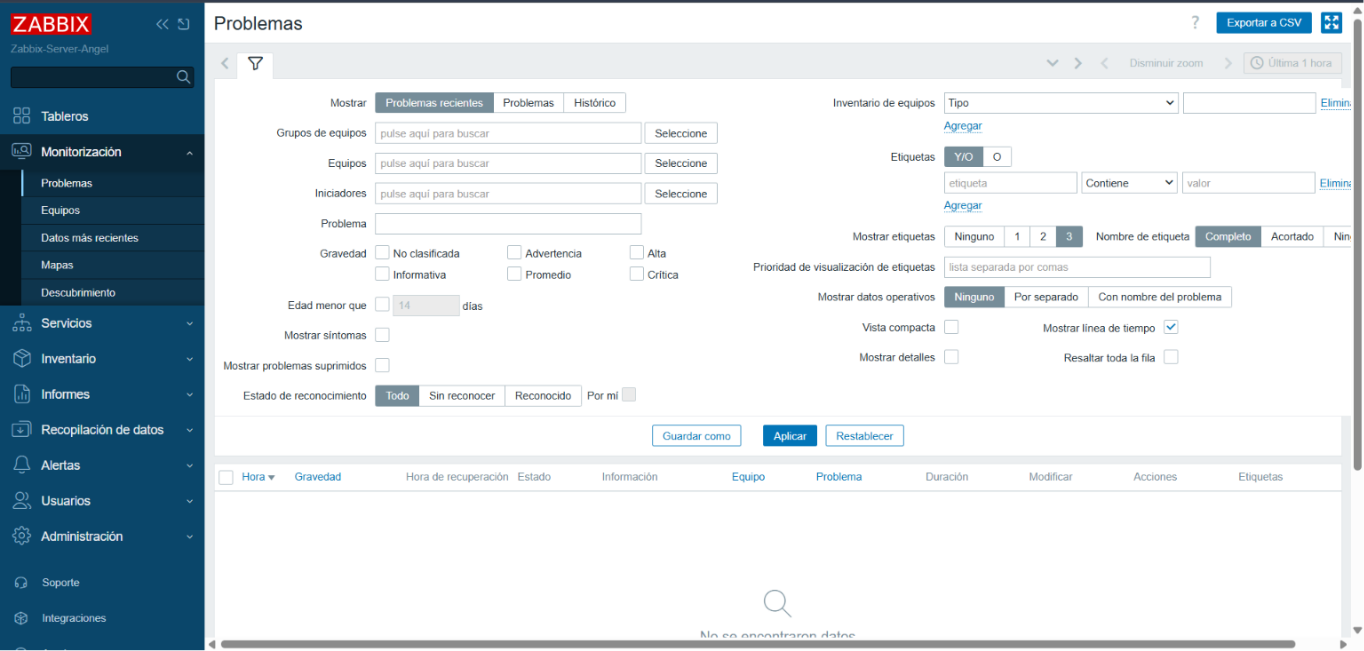 ZABBIX
Zabbix-Server-Angel
Tableros
Monitorización
Problemas
Equipos
Datos más recientes
Mapas
Descubrimiento
Servicios
Inventario
Informes
Recopilación de datos
Alertas
Usuarios
Administración
Soporte
Integraciones
Problemas
? Exportar a CSV
Disminuir zoom Última 1 hora
Mostrar Problemas recientes Problemas Histórico
Grupos de equipos pulse aquí para buscar Seleccione
Equipos pulse aquí para buscar Seleccione
Iniciadores pulse aquí para buscar Seleccione
Problema
Gravedad No clasificada Advertencia Alta
Informativa Promedio Crítica
Edad menor que 14 días
Mostrar síntomas
Mostrar problemas suprimidos
Estado de reconocimiento Todo Sin reconocer Reconocido Por mí
Inventario de equipos Tipo Elimin
Agregar
Etiquetas Y/O O
etiqueta Contiene valor Elimin
Agregar
Mostrar etiquetas Ninguno 1 2 3 Nombre de etiqueta Completo Acortado Nin
Prioridad de visualización de etiquetas lista separada por comas
Mostrar datos operativos Ninguno Por separado Con nombre del problema
Vista compacta Mostrar línea de tiempo
Mostrar detalles Resaltar toda la fila
Guardar como Aplicar Restablecer
Hora Gravedad Hora de recuperación Estado Información Equipo Problema Duración Modificar Acciones Etiquetas
No se encontraron datos